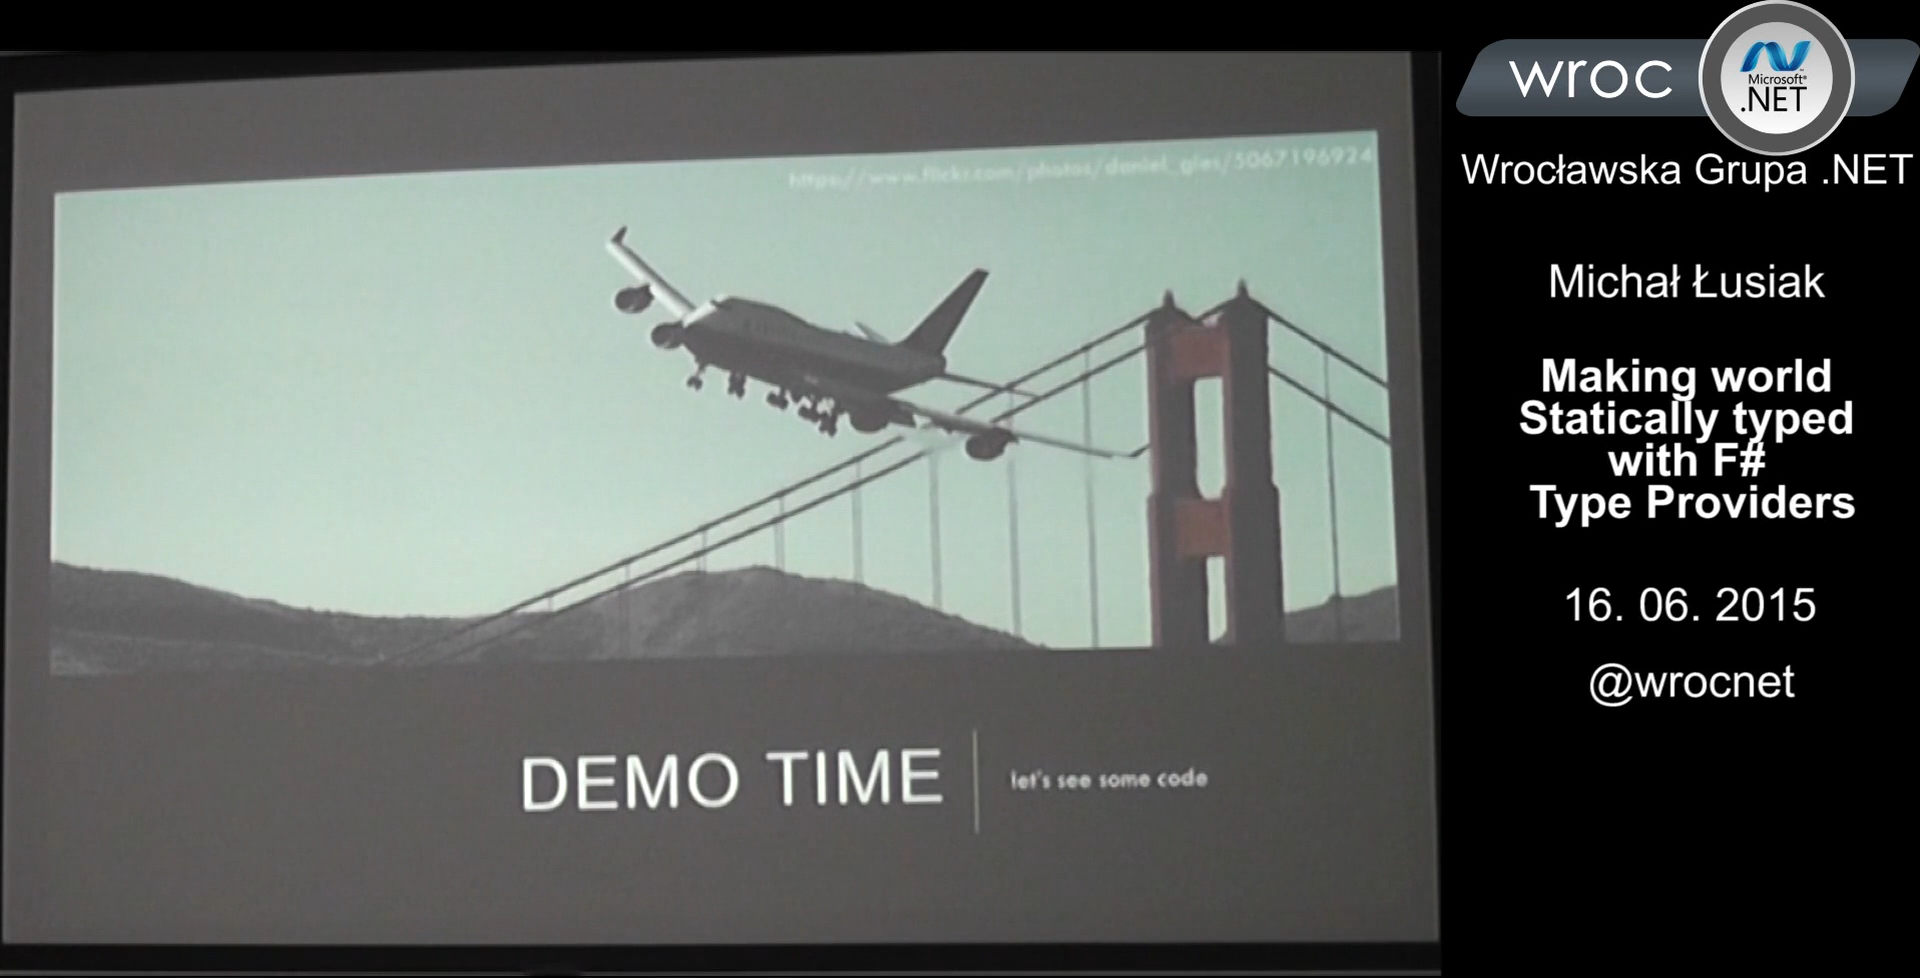 https://www.flickr.com/photos/daniel_gies/5067196924
DEMO TIME
let's see some code
wroc
Microsoft®
.NET
Wrocławska Grupa .NET
Michał Łusiak
Making world
Statically typed
with F#
Type Providers
16. 06. 2015
@wrocnet